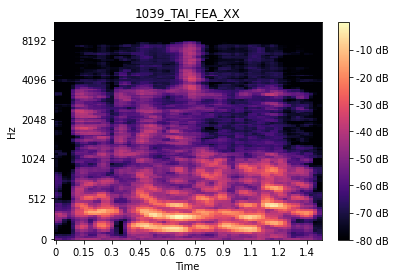 1039_TAI_FEA_XX
Hz
8192
4096
2048
1024
512
0
0 0.15 0.3 0.45 0.6 0.75 0.9 1.1 1.2 1.4
Time
-10 dB
-20 dB
-30 dB
-40 dB
-50 dB
-60 dB
-70 dB
-80 dB